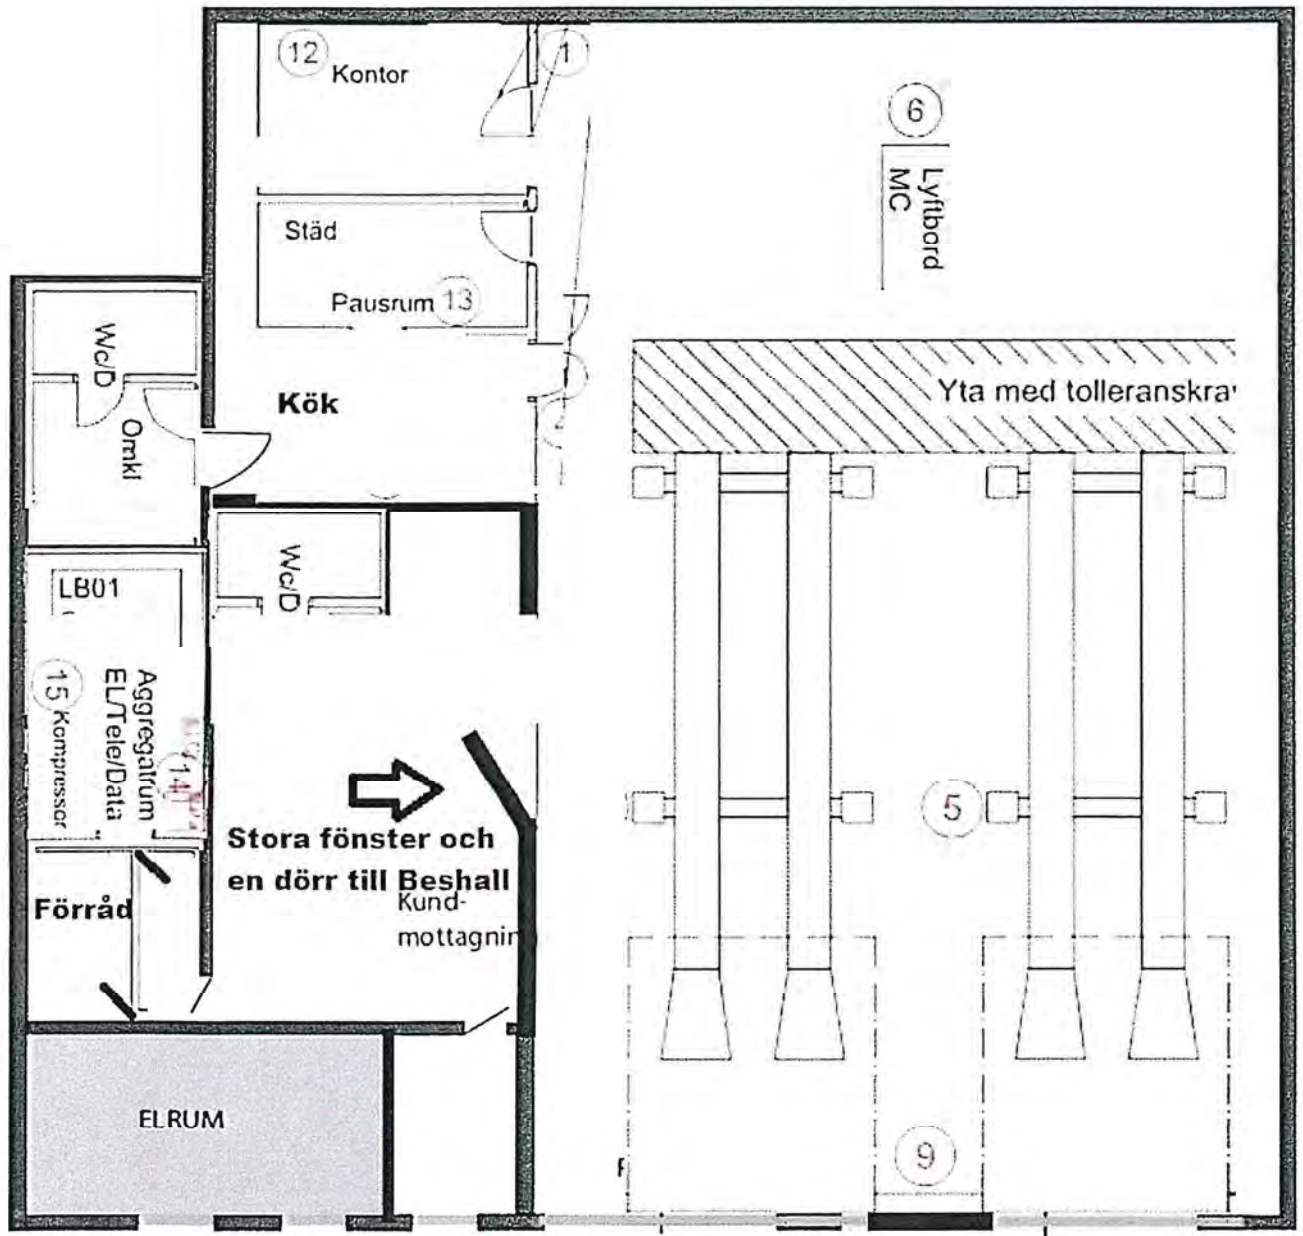 12
Kontor
1
6
Lyftbord
MC
Städ
Pausrum 13
Wc/D
Kök
Omkl
Yta med tolleranskra
Wc/D
LB01
Aggregatrum
EL/Tele/Data
15 Kompressor
14
5
Stora fönster och
en dörr till Beshall
Kund-
mottagnin
Förråd
ELRUM
9